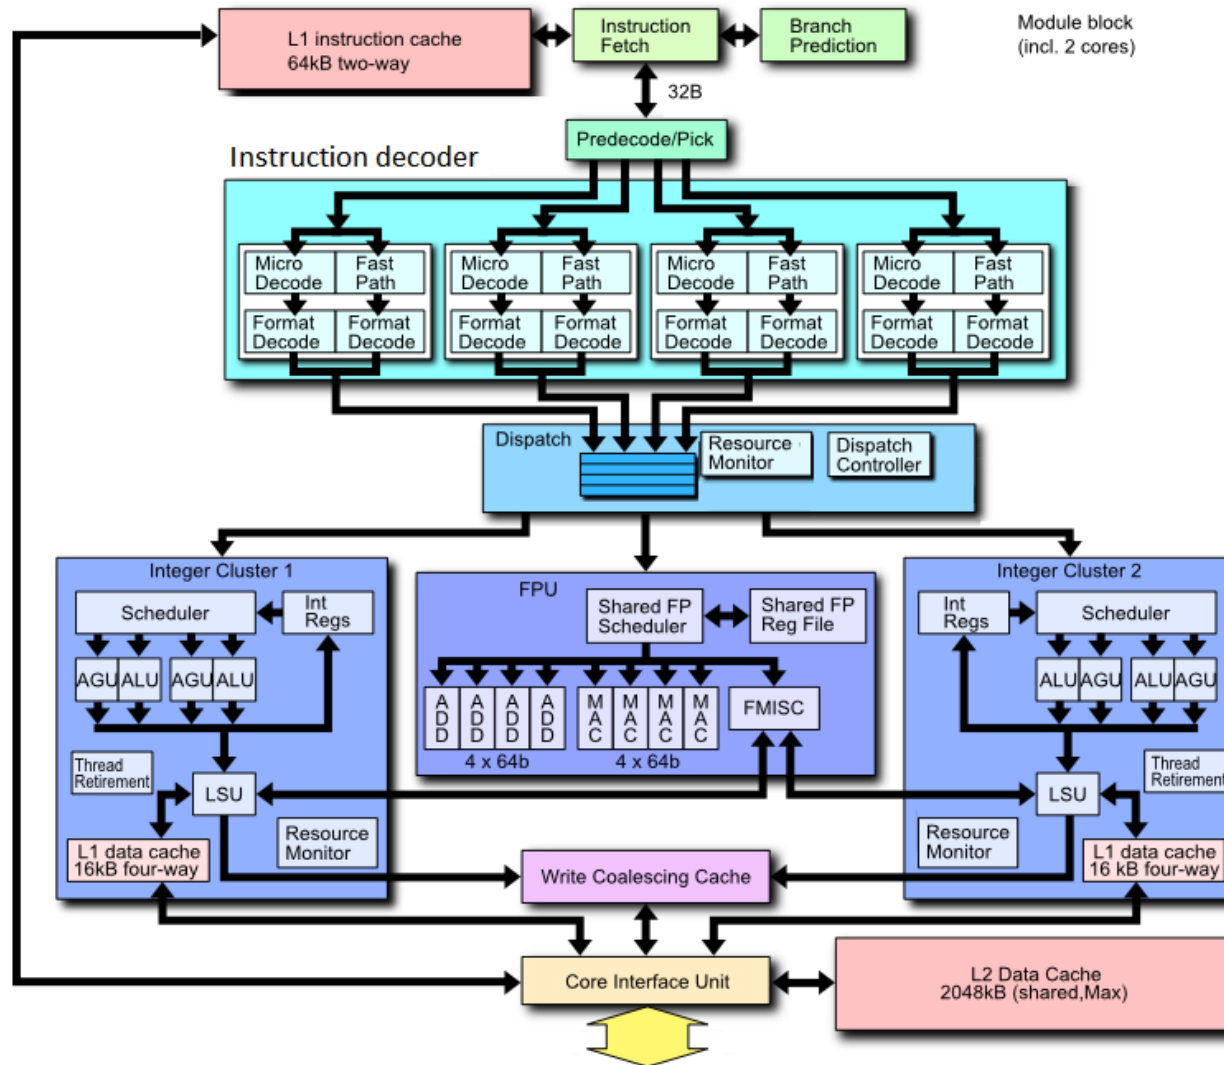 L1 instruction cache
64kB two-way
Instruction
Fetch
Branch
Prediction
Module block
(incl. 2 cores)
32B
Predecode/Pick
Instruction decoder
Micro
Decode
Fast
Path
Format
Decode
Format
Decode
Micro
Decode
Fast
Path
Format
Decode
Format
Decode
Micro
Decode
Fast
Path
Format
Decode
Format
Decode
Micro
Decode
Fast
Path
Format
Decode
Format
Decode
Dispatch
Resource
Monitor
Dispatch
Controller
Integer Cluster 1
Scheduler
Int
Regs
AGU
ALU
AGU
ALU
Thread
Retirement
LSU
L1 data cache
16kB four-way
Resource
Monitor
FPU
Shared FP
Scheduler
Shared FP
Reg File
ADD
ADD
ADD
ADD
4 x 64b
MAC
MAC
MAC
MAC
4 x 64b
FMISC
Integer Cluster 2
Int
Regs
Scheduler
ALU
AGU
ALU
AGU
Thread
Retirement
LSU
Resource
Monitor
L1 data cache
16 kB four-way
Write Coalescing Cache
Core Interface Unit
L2 Data Cache
2048kB (shared,Max)